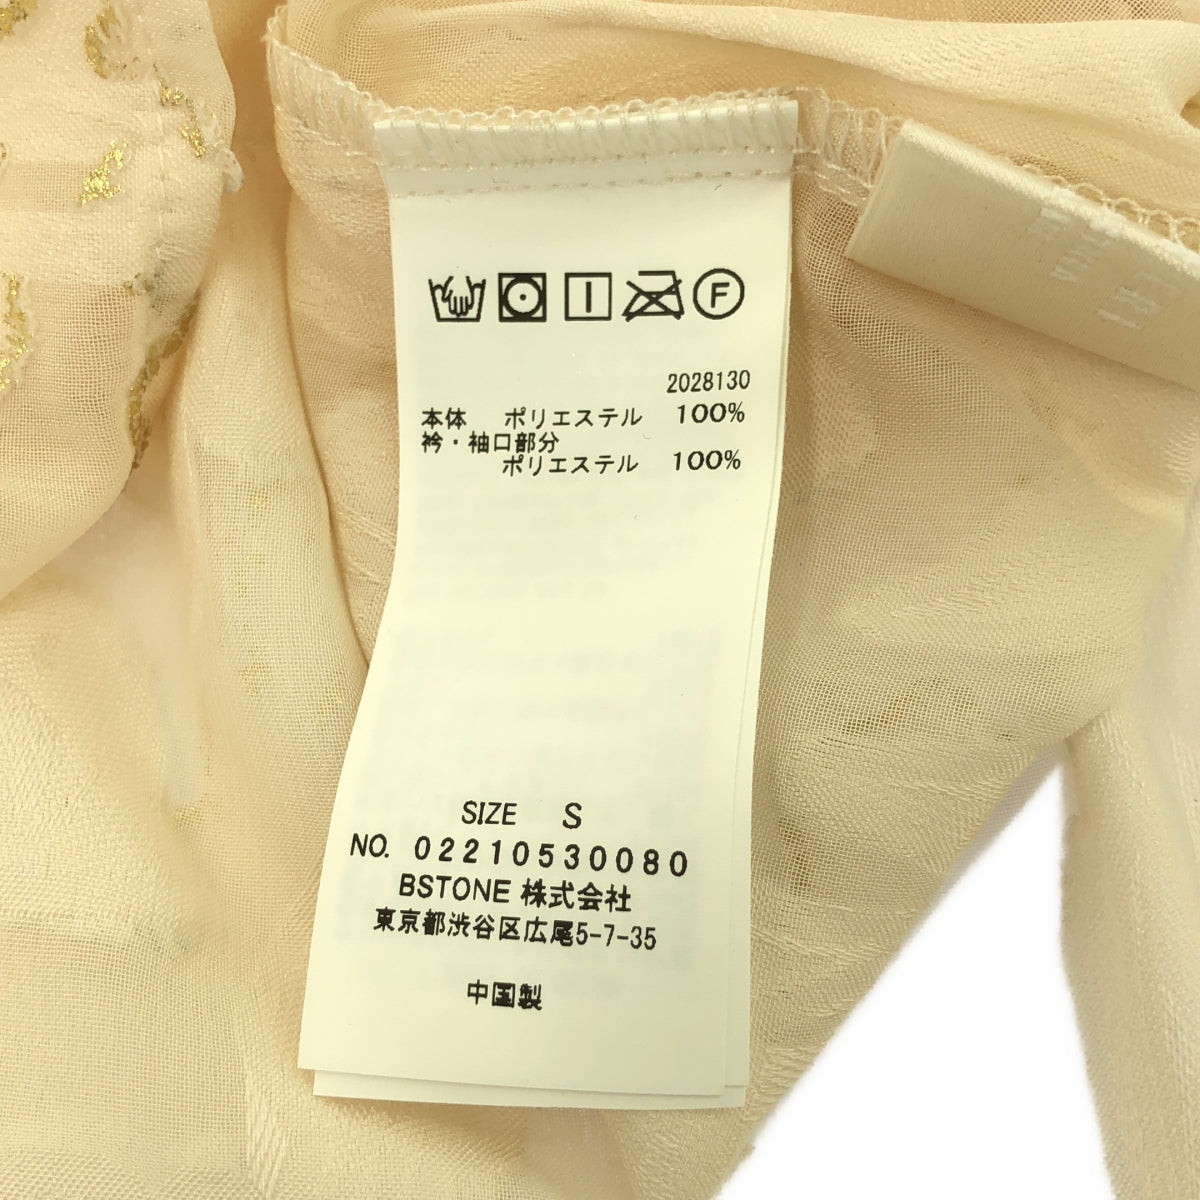 F
2028130
本体 ポリエステル 100%
衿・袖口部分
ポリエステル 100%
SIZE S
NO. 02210530080
BSTONE 株式会社
東京都渋谷区広尾5-7-35
中国製